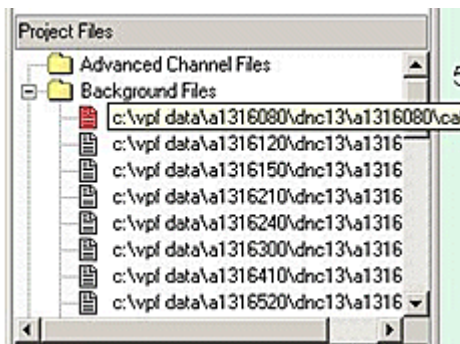 Project Files
Advanced Channel Files
Background Files
c:\vpf data\a1316080\dnc13\a1316080\cal
c:\vpf data\a1316120\dnc13\a1316
c:\vpf data\a1316150\dnc13\a1316
c:\vpf data\a1316210\dnc13\a1316
c:\vpf data\a1316240\dnc13\a1316
c:\vpf data\a1316300\dnc13\a1316
c:\vpf data\a1316410\dnc13\a1316
c:\vpf data\a1316520\dnc13\a1316